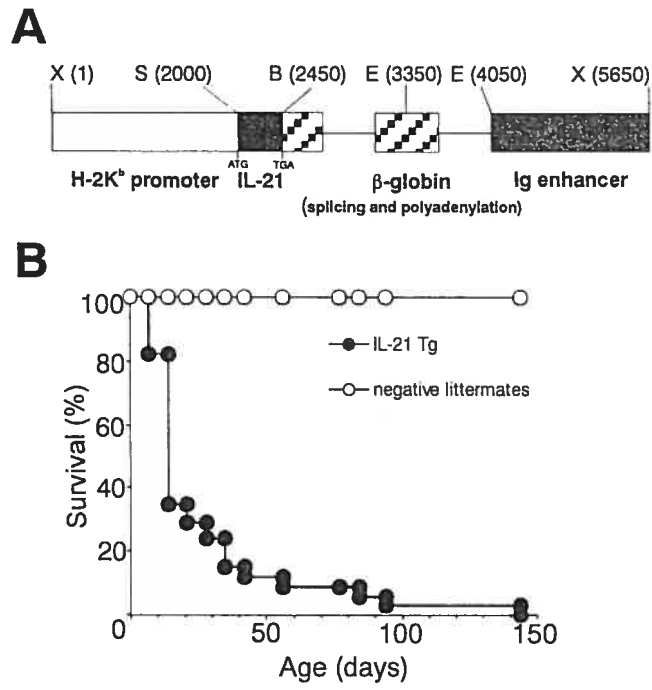 A
X (1) S (2000) B (2450) E (3350) E (4050) X (5650)
ATG TGA
H-2Kᵇ promoter IL-21 β-globin Ig enhancer
(splicing and polyadenylation)
B
100
80
60
40
20
0
50
100
150
Survival (%)
IL-21 Tg
negative littermates
Age (days)